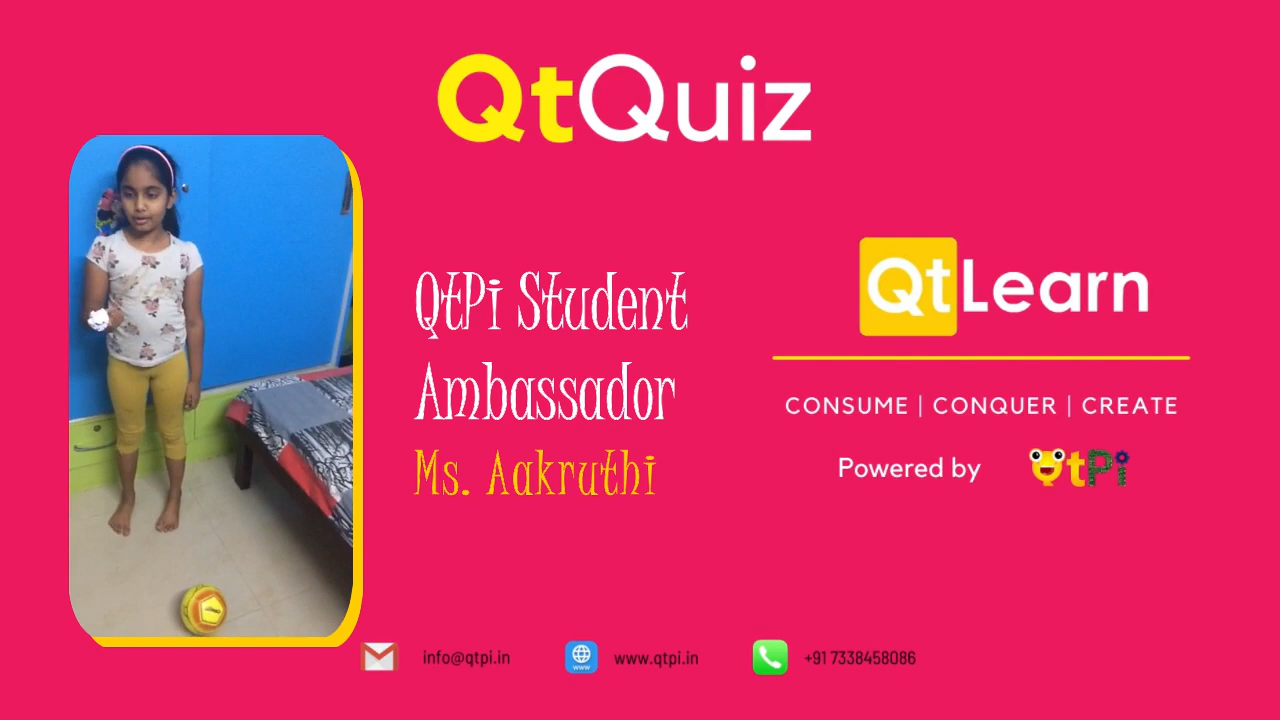 QtQuiz
QtPi Student
Ambassador
Ms. Aakruthi
QtLearn
CONSUME | CONQUER | CREATE
Powered by QtPi
info@qtpi.in
www www.qtpi.in
+91 7338458086